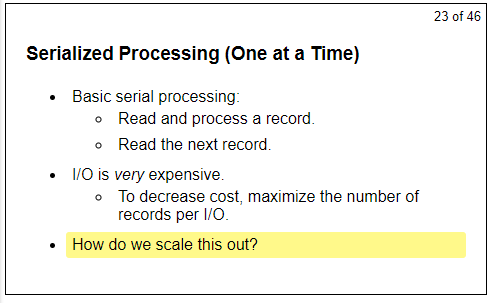 23 of 46
Serialized Processing (One at a Time)
Basic serial processing:
Read and process a record.
Read the next record.
I/O is very expensive.
To decrease cost, maximize the number of
records per I/O.
How do we scale this out?